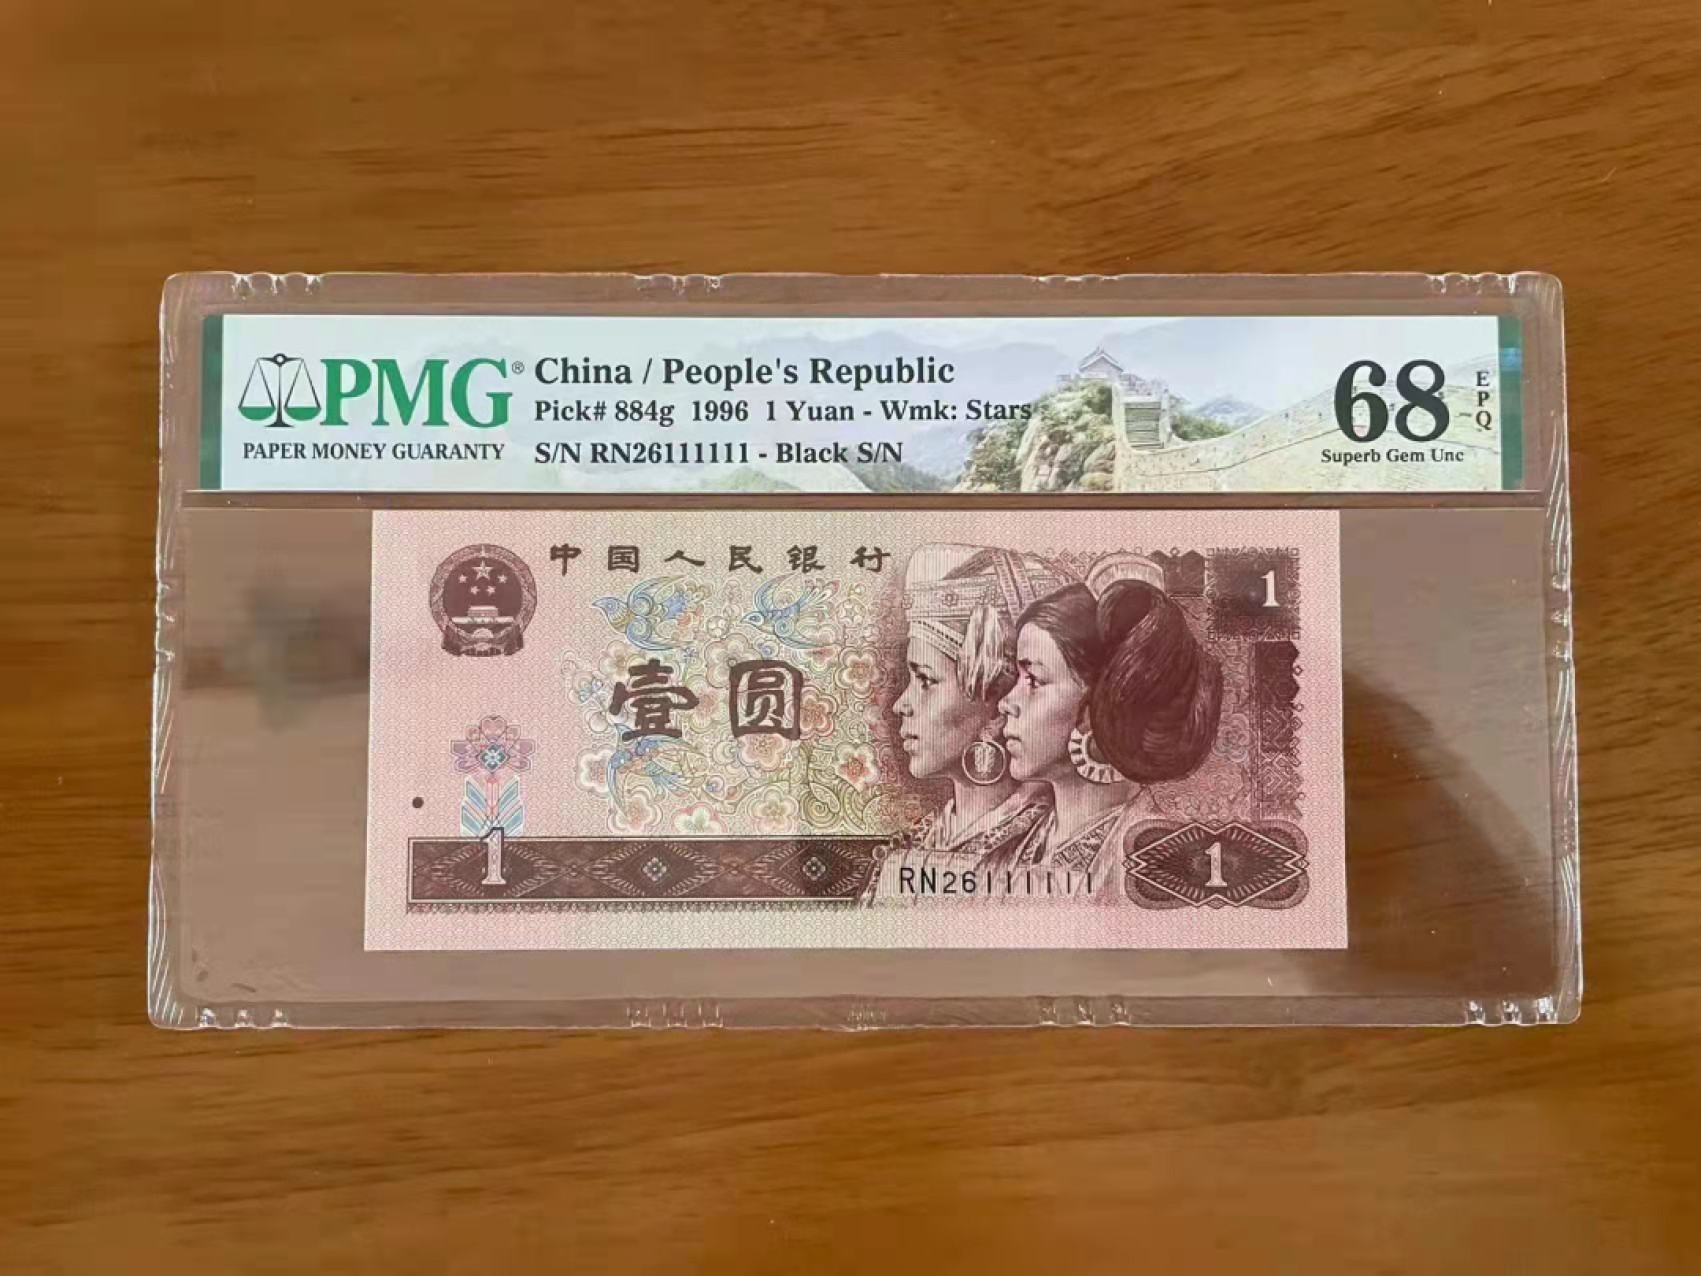 PMG®
PAPER MONEY GUARANTY
China / People's Republic
Pick# 884g 1996 1 Yuan - Wmk: Stars
S/N RN26111111 - Black S/N
68
EPQ
Superb Gem Unc
中国人民银行
1
壹圆
1
RN26111111
1